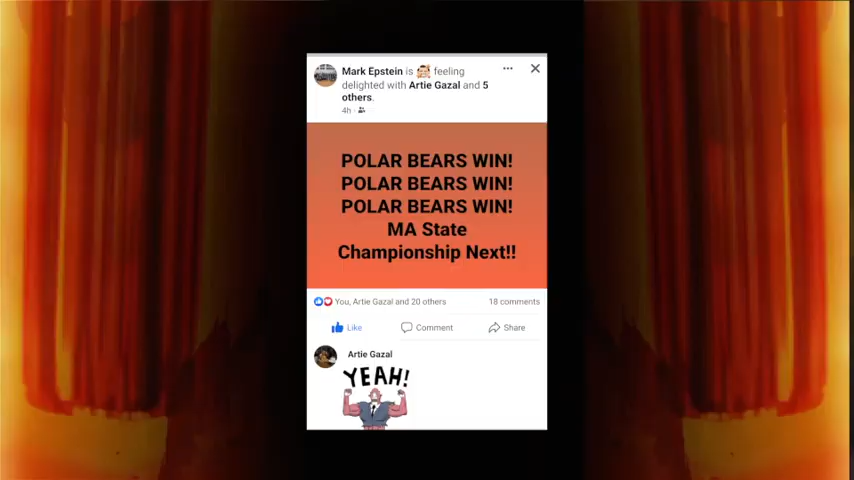 Mark Epstein is feeling
delighted with Artie Gazal and 5
others.
4h
POLAR BEARS WIN!
POLAR BEARS WIN!
POLAR BEARS WIN!
MA State
Championship Next!!
You, Artie Gazal and 20 others 18 comments
Like Comment Share
Artie Gazal
YEAH!